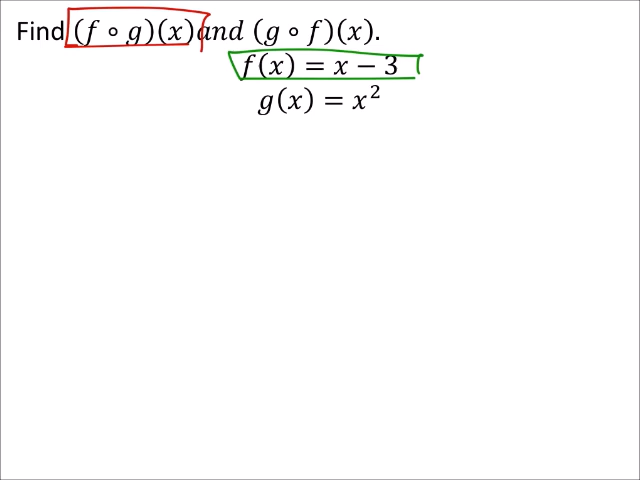 Find (f ∘ g)(x) and (g ∘ f)(x).
f(x) = x − 3
g(x) = x²